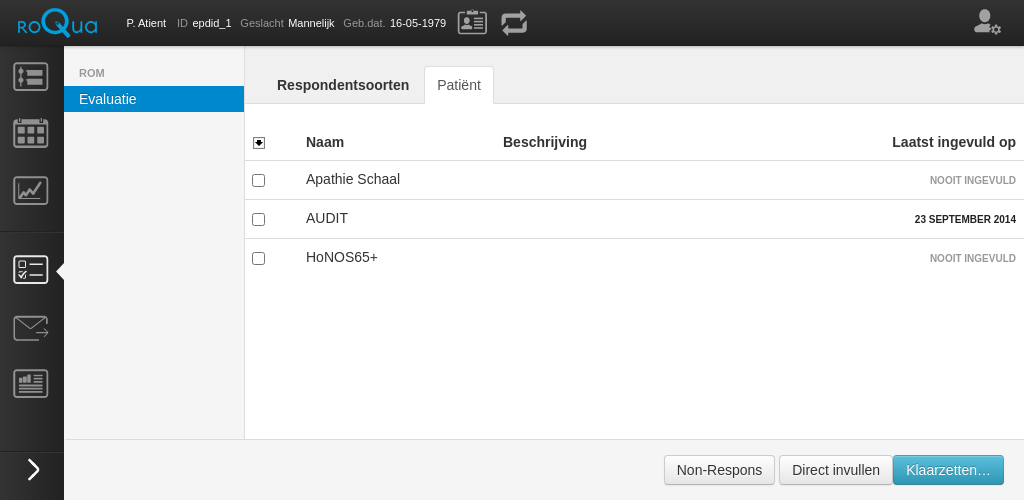 RoQua P. Atient ID epdid_1 Geslacht Mannelijk Geb.dat. 16-05-1979
ROM
Evaluatie
Respondentsoorten Patiënt
Naam Beschrijving Laatst ingevuld op
Apathie Schaal NOOIT INGEVULD
AUDIT 23 SEPTEMBER 2014
HoNOS65+ NOOIT INGEVULD
Non-Respons Direct invullen Klaarzetten…